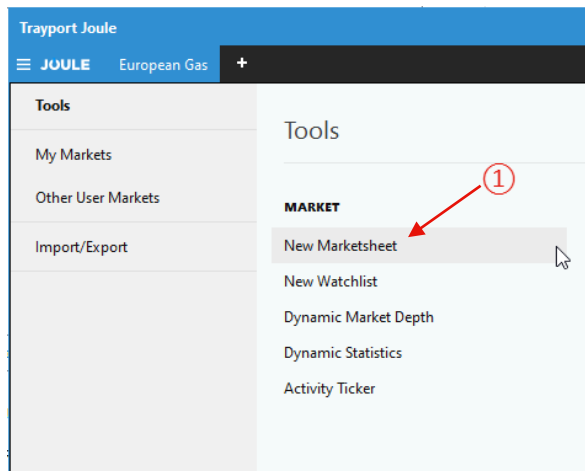 Trayport Joule
JOULE European Gas +
Tools
My Markets
Other User Markets
Import/Export
Tools
MARKET
New Marketsheet
New Watchlist
Dynamic Market Depth
Dynamic Statistics
Activity Ticker
①